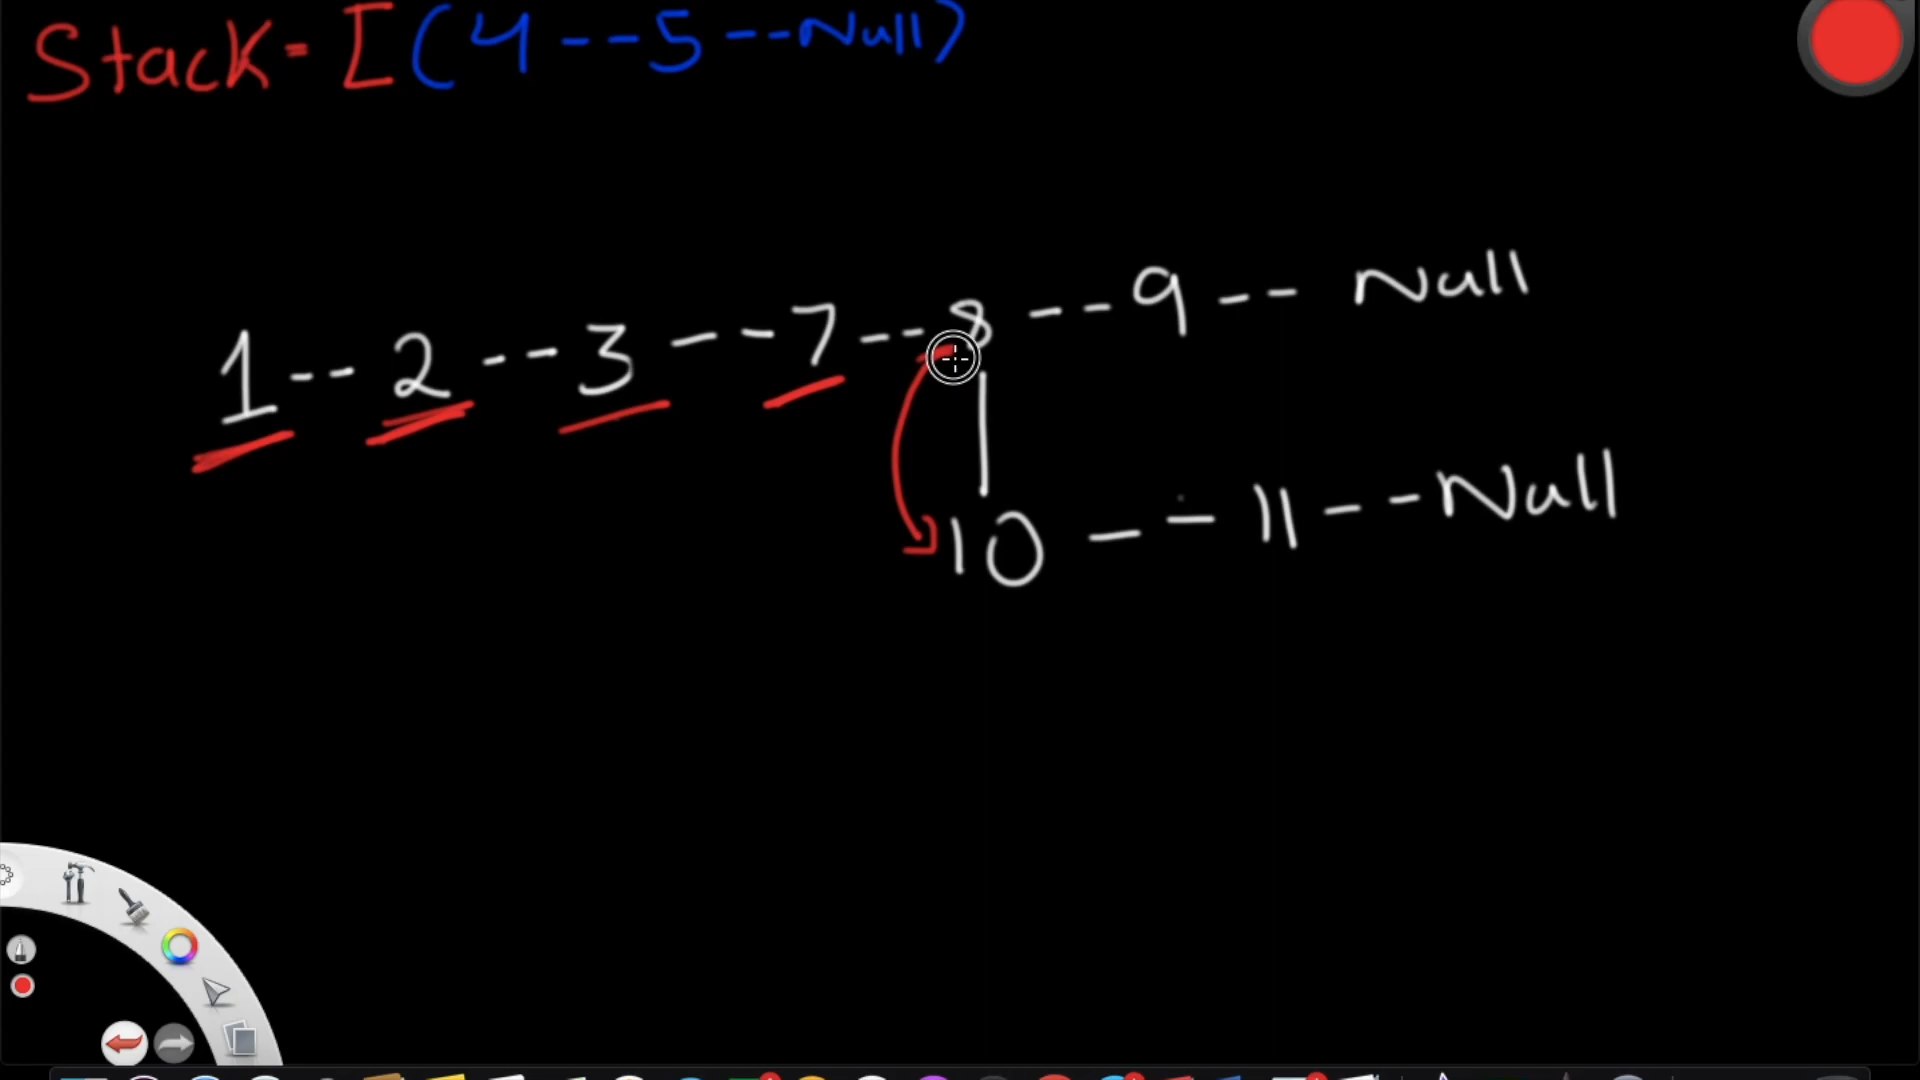 Stack = [(4 -- 5 -- Null)
1 -- 2 -- 3 -- 7 -- 8 -- 9 -- Null
10 -- 11 -- Null